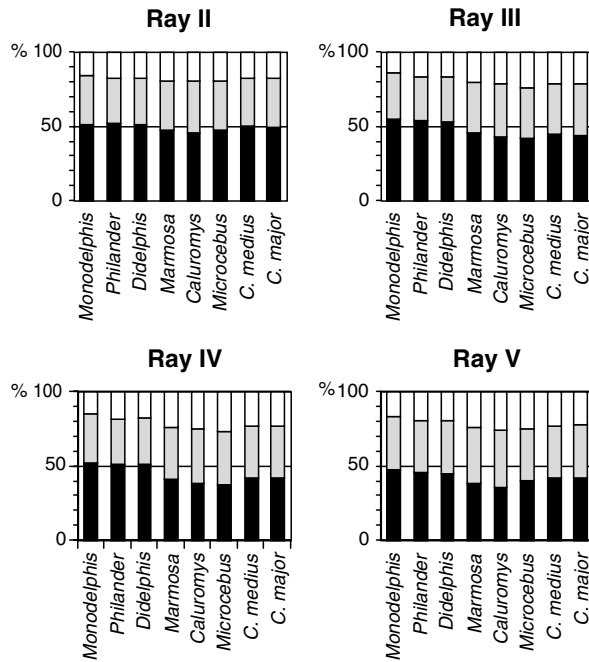 Ray II
% 100
50
0
Monodelphis
Philander
Didelphis
Marmosa
Caluromys
Microcebus
C. medius
C. major
Ray III
% 100
50
0
Monodelphis
Philander
Didelphis
Marmosa
Caluromys
Microcebus
C. medius
C. major
Ray IV
% 100
50
0
Monodelphis
Philander
Didelphis
Marmosa
Caluromys
Microcebus
C. medius
C. major
Ray V
%100
50
0
Monodelphis
Philander
Didelphis
Marmosa
Caluromys
Microcebus
C. medius
C. major